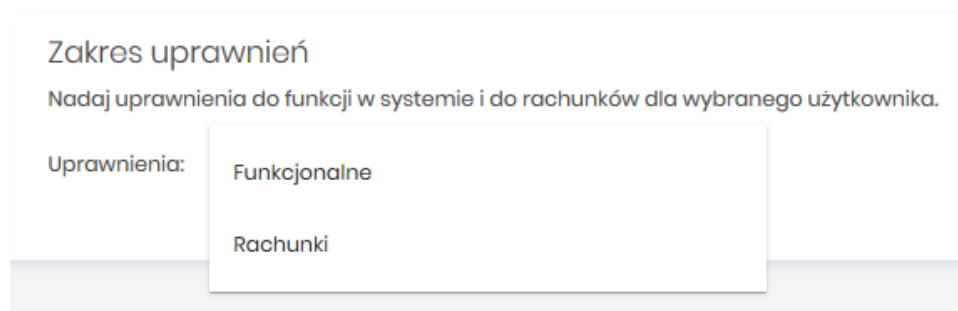 Zakres uprawnień
Nadaj uprawnienia do funkcji w systemie i do rachunków dla wybranego użytkownika.
Uprawnienia:
Funkcjonalne
Rachunki